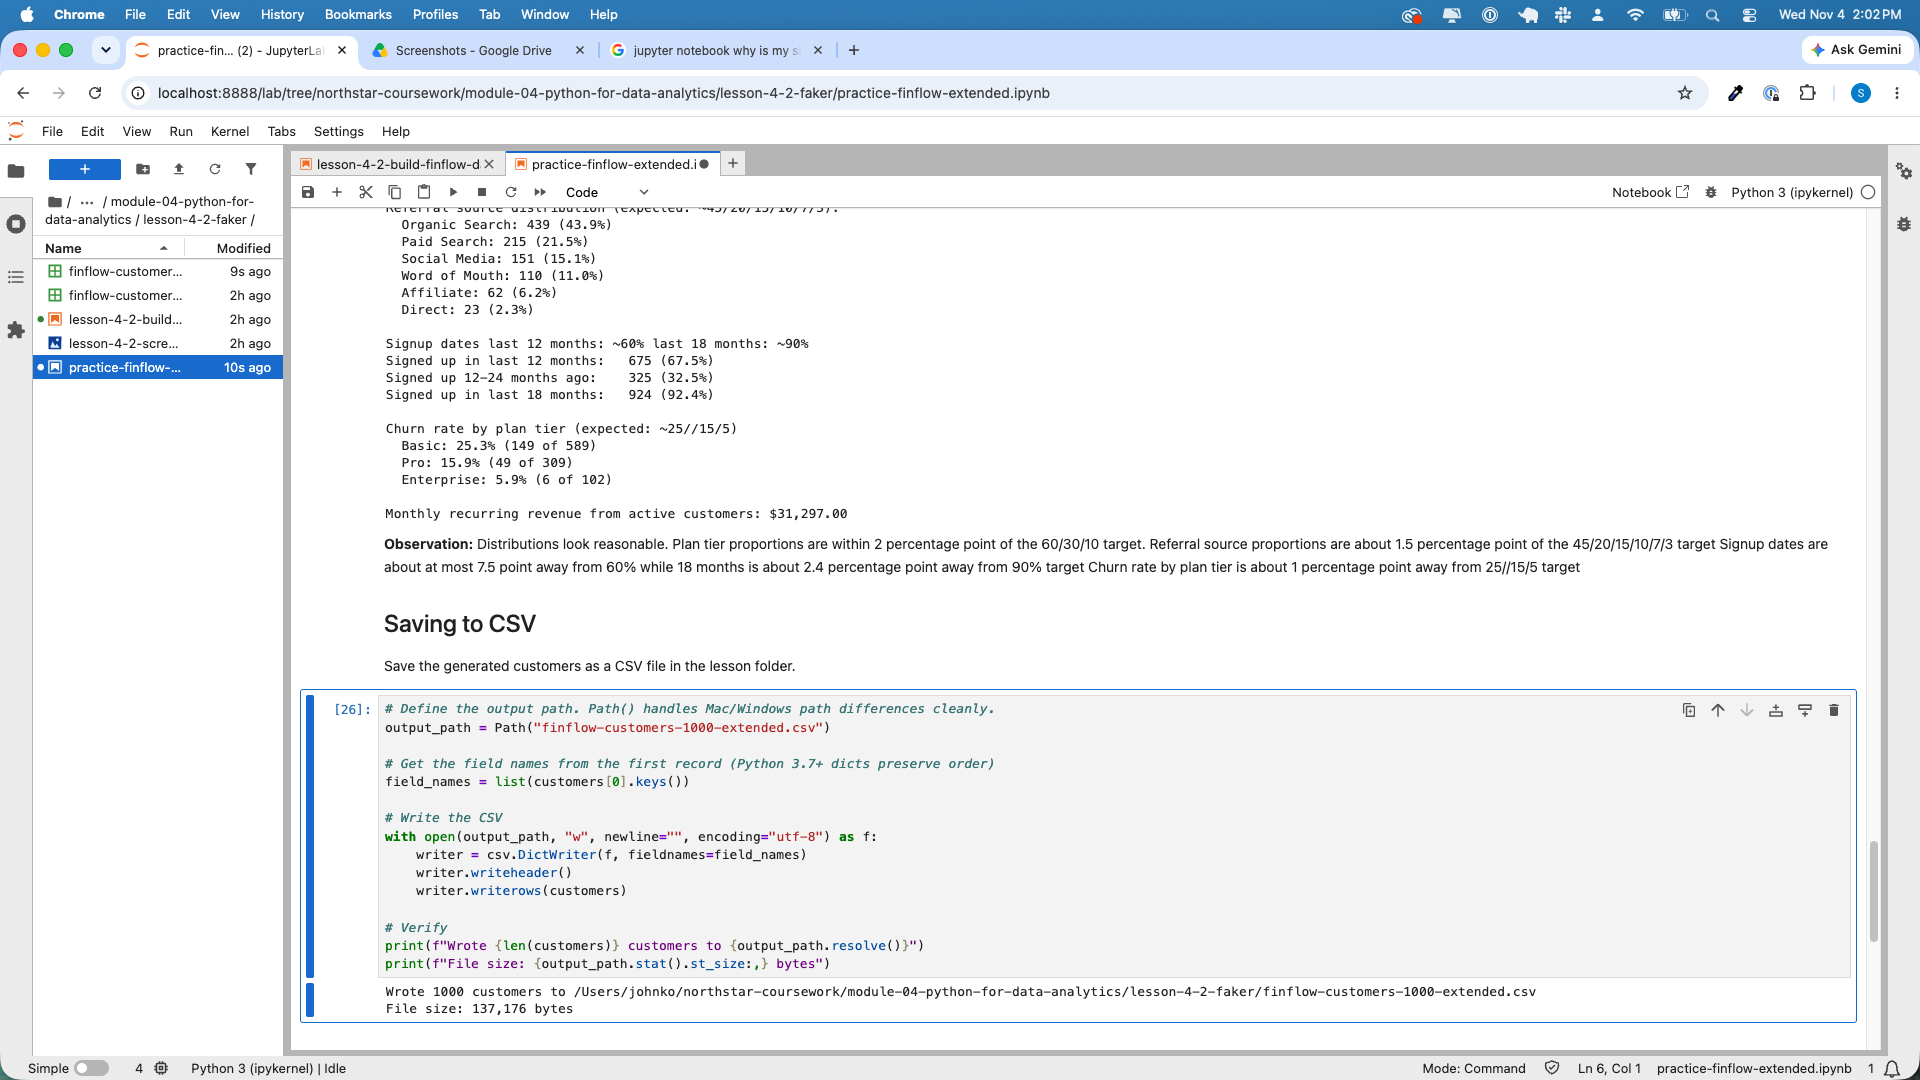 Chrome File Edit View History Bookmarks Profiles Tab Window Help Wed Nov 4 2:02 PM
practice-fin... (2) - JupyterLa Screenshots - Google Drive jupyter notebook why is my s Ask Gemini
localhost:8888/lab/tree/northstar-coursework/module-04-python-for-data-analytics/lesson-4-2-faker/practice-finflow-extended.ipynb S
File Edit View Run Kernel Tabs Settings Help
lesson-4-2-build-finflow-d practice-finflow-extended.i
Code Notebook Python 3 (ipykernel)
/ ... / module-04-python-for-
data-analytics / lesson-4-2-faker /
Name Modified
finflow-customer... 9s ago
finflow-customer... 2h ago
lesson-4-2-build... 2h ago
lesson-4-2-scre... 2h ago
practice-finflow-... 10s ago
Referral source distribution (expected: ~45/20/15/10/7/3):
Organic Search: 439 (43.9%)
Paid Search: 215 (21.5%)
Social Media: 151 (15.1%)
Word of Mouth: 110 (11.0%)
Affiliate: 62 (6.2%)
Direct: 23 (2.3%)
Signup dates last 12 months: ~60% last 18 months: ~90%
Signed up in last 12 months: 675 (67.5%)
Signed up 12-24 months ago: 325 (32.5%)
Signed up in last 18 months: 924 (92.4%)
Churn rate by plan tier (expected: ~25//15/5)
Basic: 25.3% (149 of 589)
Pro: 15.9% (49 of 309)
Enterprise: 5.9% (6 of 102)
Monthly recurring revenue from active customers: $31,297.00
Observation: Distributions look reasonable. Plan tier proportions are within 2 percentage point of the 60/30/10 target. Referral source proportions are about 1.5 percentage point of the 45/20/15/10/7/3 target Signup dates are
about at most 7.5 point away from 60% while 18 months is about 2.4 percentage point away from 90% target Churn rate by plan tier is about 1 percentage point away from 25//15/5 target
Saving to CSV
Save the generated customers as a CSV file in the lesson folder.
[26]: # Define the output path. Path() handles Mac/Windows path differences cleanly.
output_path = Path("finflow-customers-1000-extended.csv")
# Get the field names from the first record (Python 3.7+ dicts preserve order)
field_names = list(customers[0].keys())
# Write the CSV
with open(output_path, "w", newline="", encoding="utf-8") as f:
writer = csv.DictWriter(f, fieldnames=field_names)
writer.writeheader()
writer.writerows(customers)
# Verify
print(f"Wrote {len(customers)} customers to {output_path.resolve()}")
print(f"File size: {output_path.stat().st_size:,} bytes")
Wrote 1000 customers to /Users/johnko/northstar-coursework/module-04-python-for-data-analytics/lesson-4-2-faker/finflow-customers-1000-extended.csv
File size: 137,176 bytes
Simple 4 Python 3 (ipykernel) | Idle Mode: Command Ln 6, Col 1 practice-finflow-extended.ipynb 1